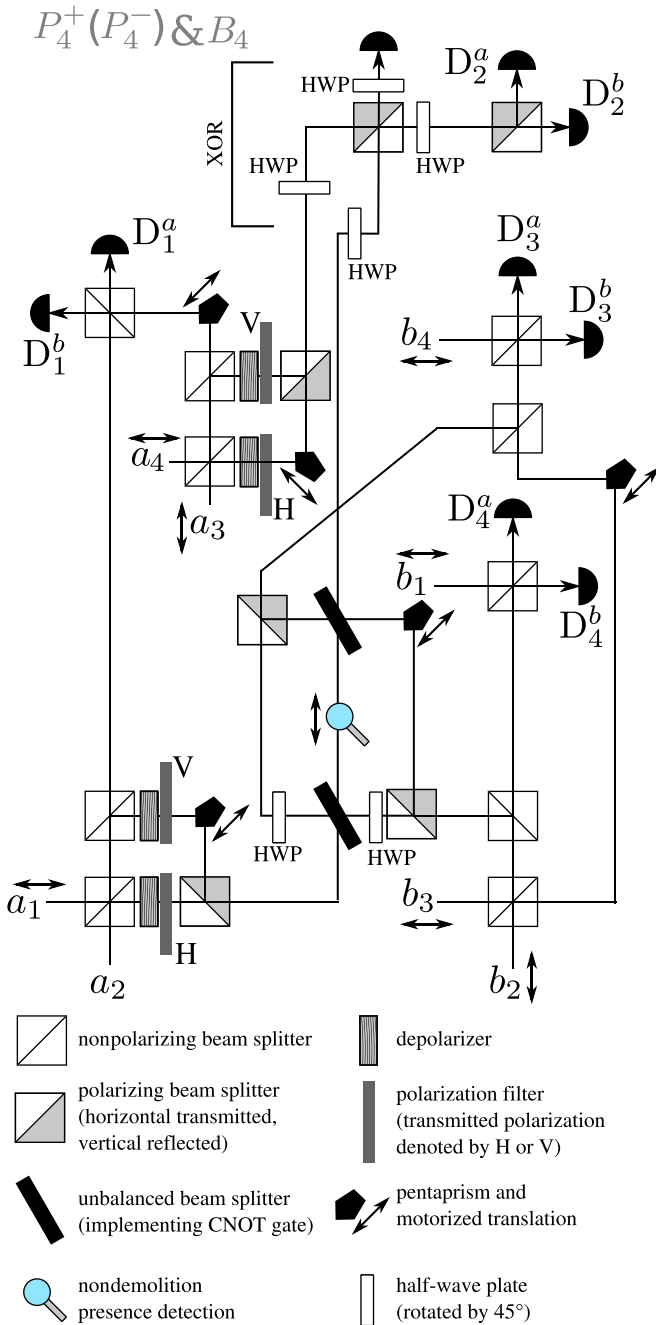 P₄⁺(P₄⁻)&B₄
XOR
HWP
D₂ᵃ
D₂ᵇ
HWP
HWP
HWP
D₁ᵃ
D₁ᵇ
D₃ᵃ
D₃ᵇ
V
b₄
a₄
H
a₃
D₄ᵃ
b₁
D₄ᵇ
V
HWP
HWP
a₁
b₃
H
a₂
b₂
nonpolarizing beam splitter
depolarizer
polarizing beam splitter
(horizontal transmitted,
vertical reflected)
polarization filter
(transmitted polarization
denoted by H or V)
unbalanced beam splitter
(implementing CNOT gate)
pentaprism and
motorized translation
nondemolition
presence detection
half-wave plate
(rotated by 45°)